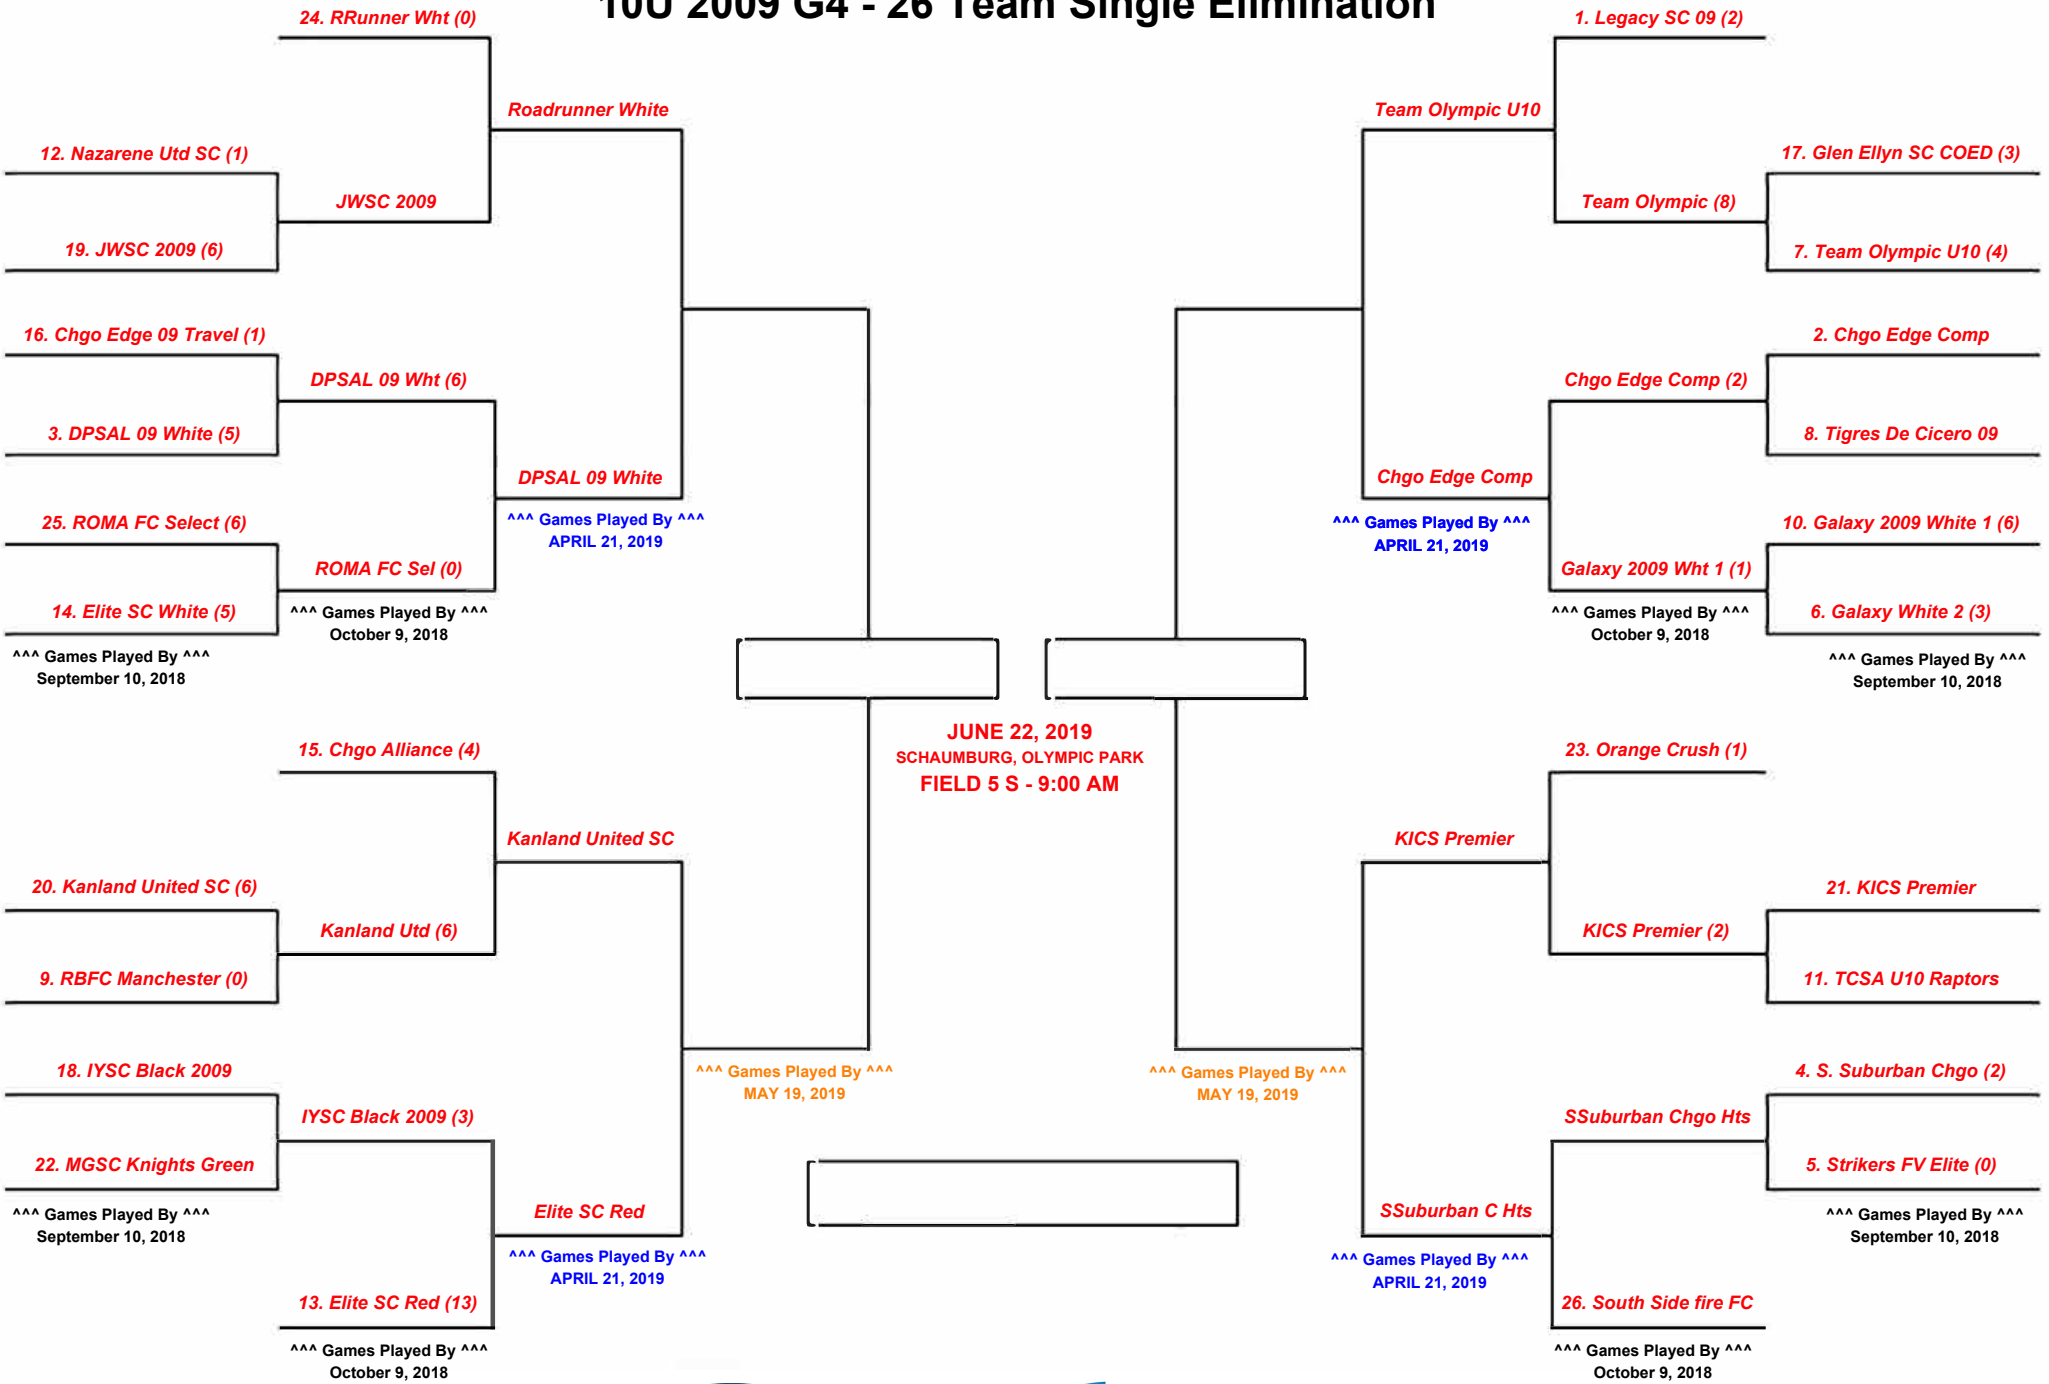 10U 2009 G4 - 26 Team Single Elimination
24. RRunner Wht (0)
Roadrunner White
12. Nazarene Utd SC (1)
JWSC 2009
19. JWSC 2009 (6)
16. Chgo Edge 09 Travel (1)
DPSAL 09 Wht (6)
3. DPSAL 09 White (5)
DPSAL 09 White
^^^ Games Played By ^^^
APRIL 21, 2019
25. ROMA FC Select (6)
ROMA FC Sel (0)
14. Elite SC White (5)
^^^ Games Played By ^^^
October 9, 2018
^^^ Games Played By ^^^
September 10, 2018
15. Chgo Alliance (4)
Kanland United SC
20. Kanland United SC (6)
Kanland Utd (6)
9. RBFC Manchester (0)
18. IYSC Black 2009
IYSC Black 2009 (3)
22. MGSC Knights Green
^^^ Games Played By ^^^
September 10, 2018
Elite SC Red
^^^ Games Played By ^^^
APRIL 21, 2019
13. Elite SC Red (13)
^^^ Games Played By ^^^
October 9, 2018
^^^ Games Played By ^^^
MAY 19, 2019
JUNE 22, 2019
SCHAUMBURG, OLYMPIC PARK
FIELD 5 S - 9:00 AM
1. Legacy SC 09 (2)
Team Olympic U10
17. Glen Ellyn SC COED (3)
Team Olympic (8)
7. Team Olympic U10 (4)
2. Chgo Edge Comp
Chgo Edge Comp (2)
8. Tigres De Cicero 09
Chgo Edge Comp
^^^ Games Played By ^^^
APRIL 21, 2019
10. Galaxy 2009 White 1 (6)
Galaxy 2009 Wht 1 (1)
6. Galaxy White 2 (3)
^^^ Games Played By ^^^
October 9, 2018
^^^ Games Played By ^^^
September 10, 2018
23. Orange Crush (1)
KICS Premier
21. KICS Premier
KICS Premier (2)
11. TCSA U10 Raptors
^^^ Games Played By ^^^
MAY 19, 2019
4. S. Suburban Chgo (2)
SSuburban Chgo Hts
5. Strikers FV Elite (0)
^^^ Games Played By ^^^
September 10, 2018
SSuburban C Hts
^^^ Games Played By ^^^
APRIL 21, 2019
26. South Side fire FC
^^^ Games Played By ^^^
October 9, 2018